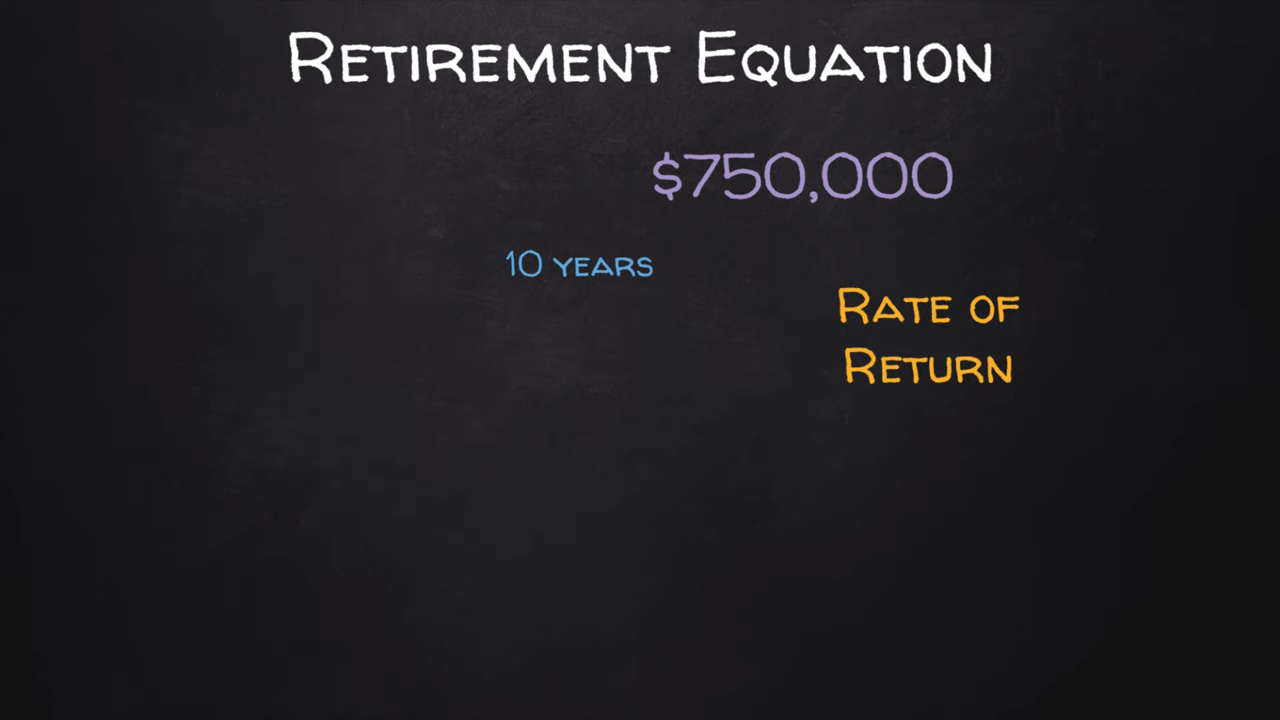 Retirement Equation
$750,000
10 years
Rate of
Return